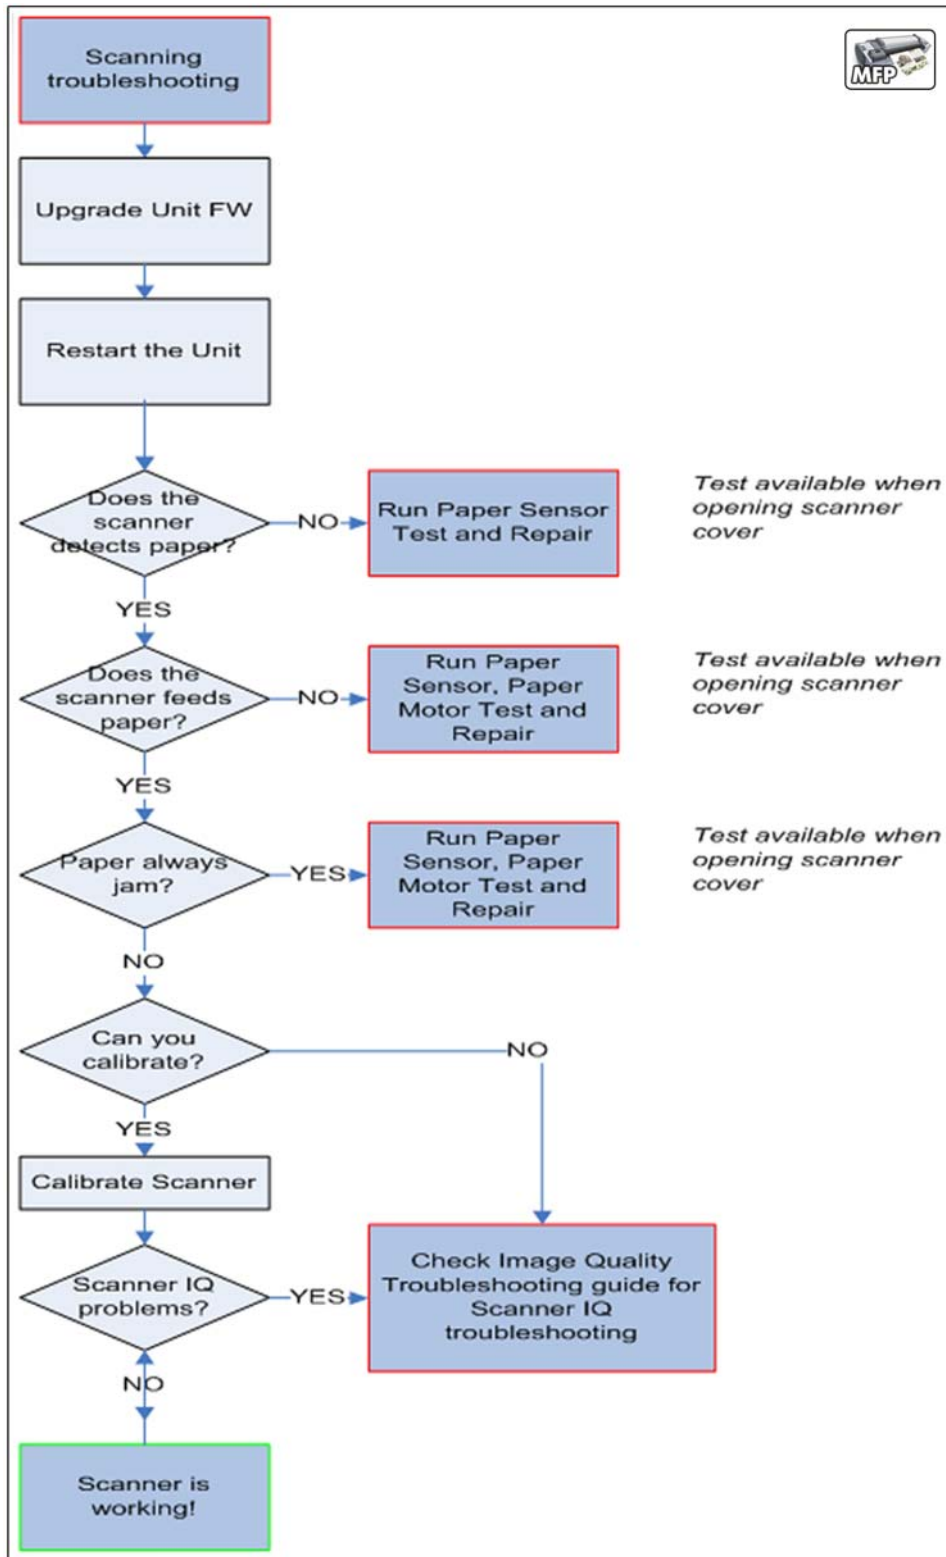 Scanning
troubleshooting
MFP
Upgrade Unit FW
Restart the Unit
Does the
scanner
detects paper?
NO
Run Paper Sensor
Test and Repair
Test available when
opening scanner
cover
YES
Does the
scanner feeds
paper?
NO
Run Paper
Sensor, Paper
Motor Test and
Repair
Test available when
opening scanner
cover
YES
Paper always
jam?
YES
Run Paper
Sensor, Paper
Motor Test and
Repair
Test available when
opening scanner
cover
NO
Can you
calibrate?
NO
YES
Calibrate Scanner
Scanner IQ
problems?
YES
Check Image Quality
Troubleshooting guide for
Scanner IQ
troubleshooting
NO
Scanner is
working!